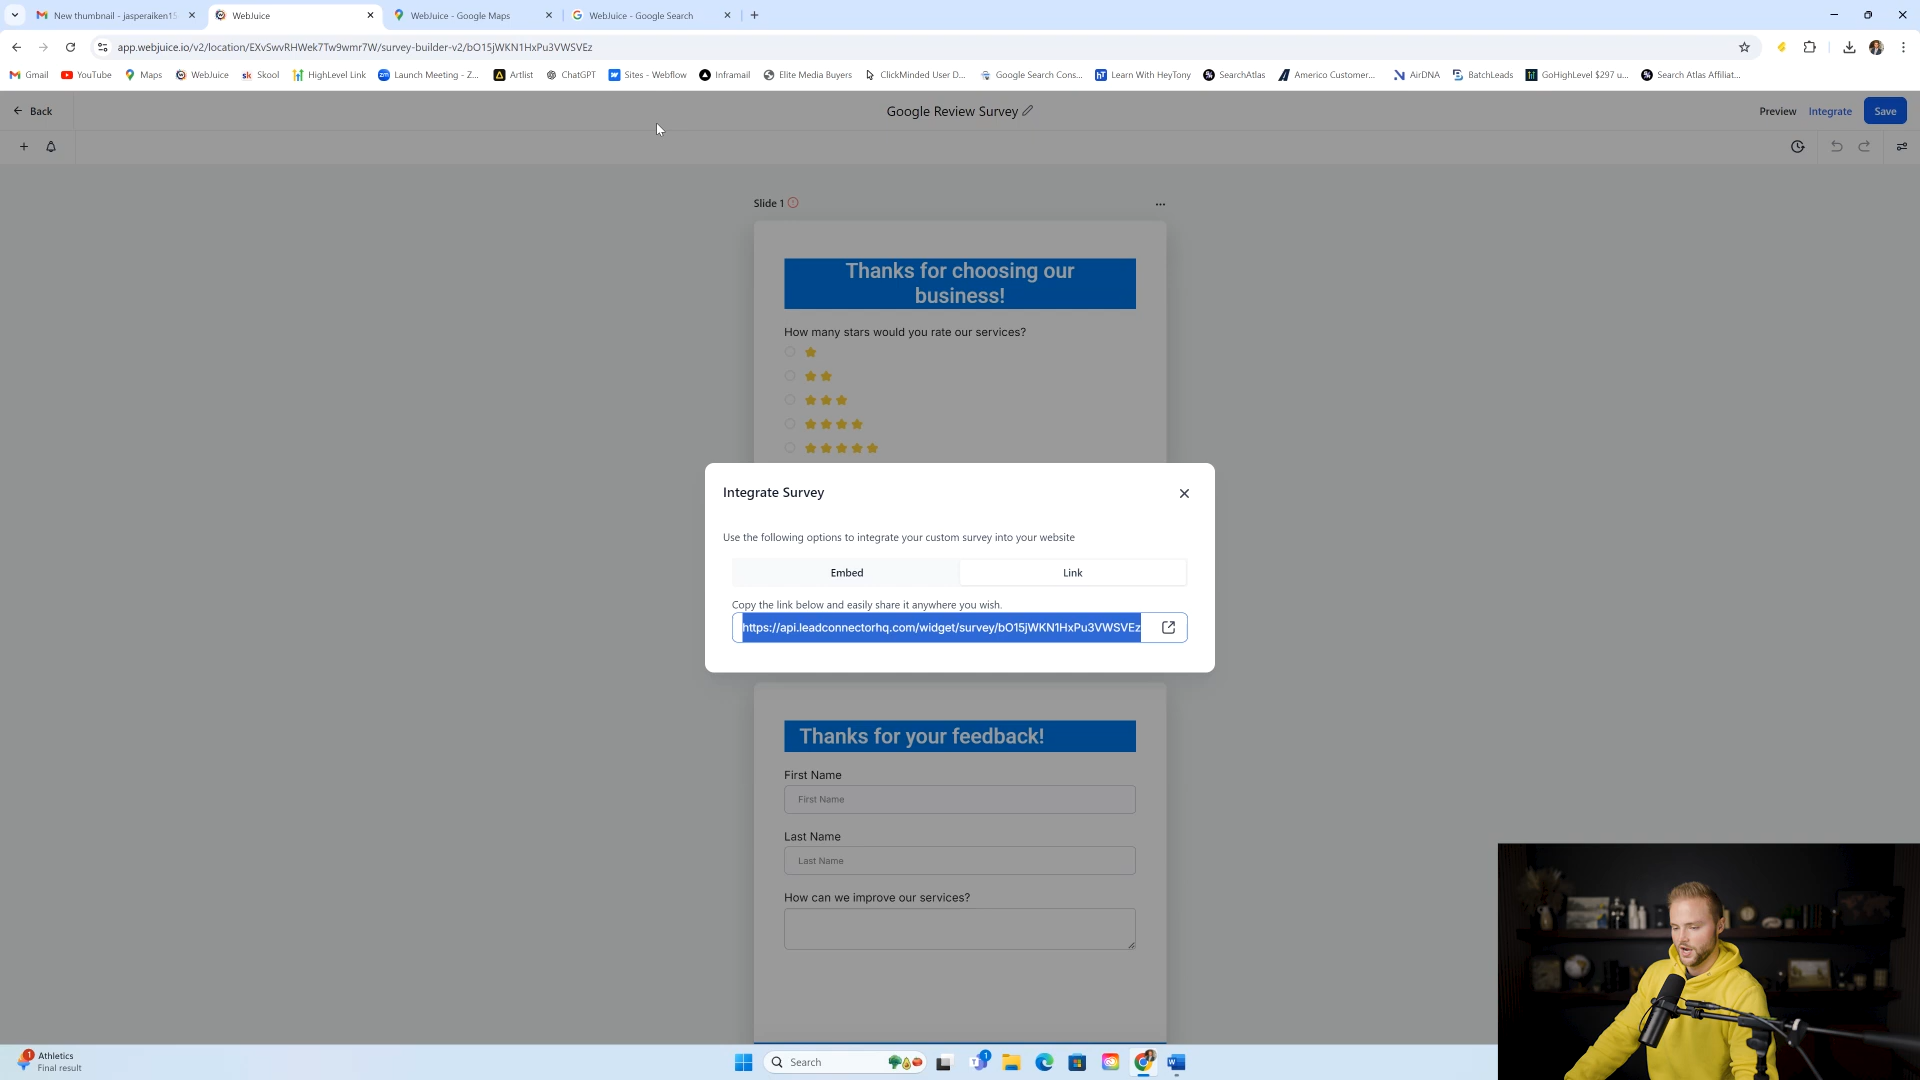 New thumbnail - jasperaiken15
WebJuice
WebJuice - Google Maps
WebJuice - Google Search
app.webjuice.io/v2/location/EXvSwvRHWek7Tw9wmr7W/survey-builder-v2/bO15jWKN1HxPu3VWSVEz
Gmail
YouTube
Maps
WebJuice
Skool
HighLevel Link
Launch Meeting - Z...
Artlist
ChatGPT
Sites - Webflow
Inframail
Elite Media Buyers
ClickMinded User D...
Google Search Cons...
Learn With HeyTony
SearchAtlas
Americo Customer...
AirDNA
BatchLeads
GoHighLevel $297 u...
Search Atlas Affiliat...
Back
Google Review Survey
Preview
Integrate
Save
Slide 1
Thanks for choosing our
business!
How many stars would you rate our services?
Integrate Survey
Use the following options to integrate your custom survey into your website
Embed
Link
Copy the link below and easily share it anywhere you wish.
https://api.leadconnectorhq.com/widget/survey/bO15jWKN1HxPu3VWSVEz
Thanks for your feedback!
First Name
First Name
Last Name
Last Name
How can we improve our services?
1
Athletics
Final result
Search
1